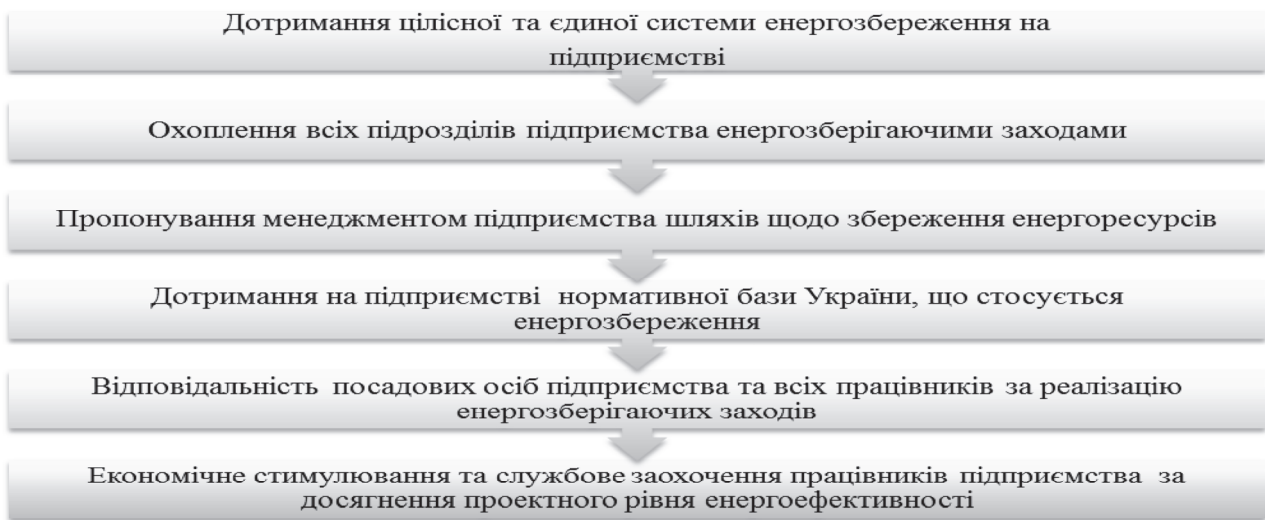 Дотримання цілісної та єдиної системи енергозбереження на
підприємстві
Охоплення всіх підрозділів підприємства енергозберігаючими заходами
Пропонування менеджментом підприємства шляхів щодо збереження енергоресурсів
Дотримання на підприємстві нормативної бази України, що стосується
енергозбереження
Відповідальність посадових осіб підприємства та всіх працівників за реалізацію
енергозберігаючих заходів
Економічне стимулювання та службове заохочення працівників підприємства за
досягнення проектного рівня енергоефективності